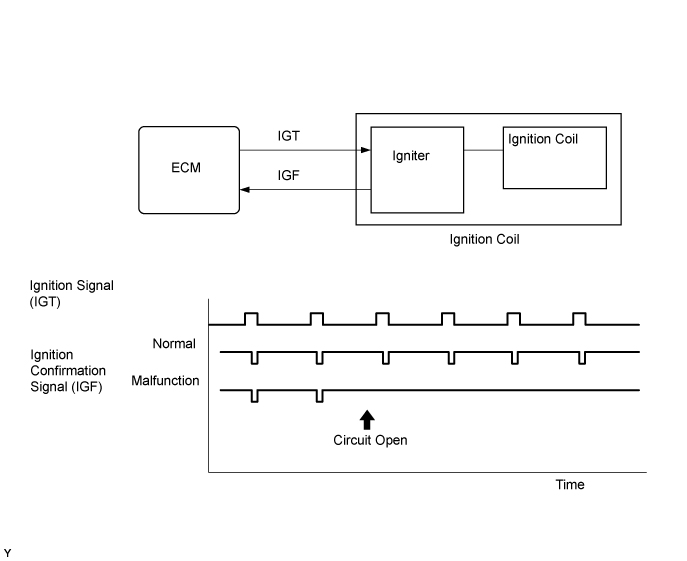 IGT
IGF
ECM
Igniter
Ignition Coil
Ignition Coil
Ignition Signal
(IGT)
Normal
Ignition
Confirmation
Signal (IGF)
Malfunction
Circuit Open
Time
Y